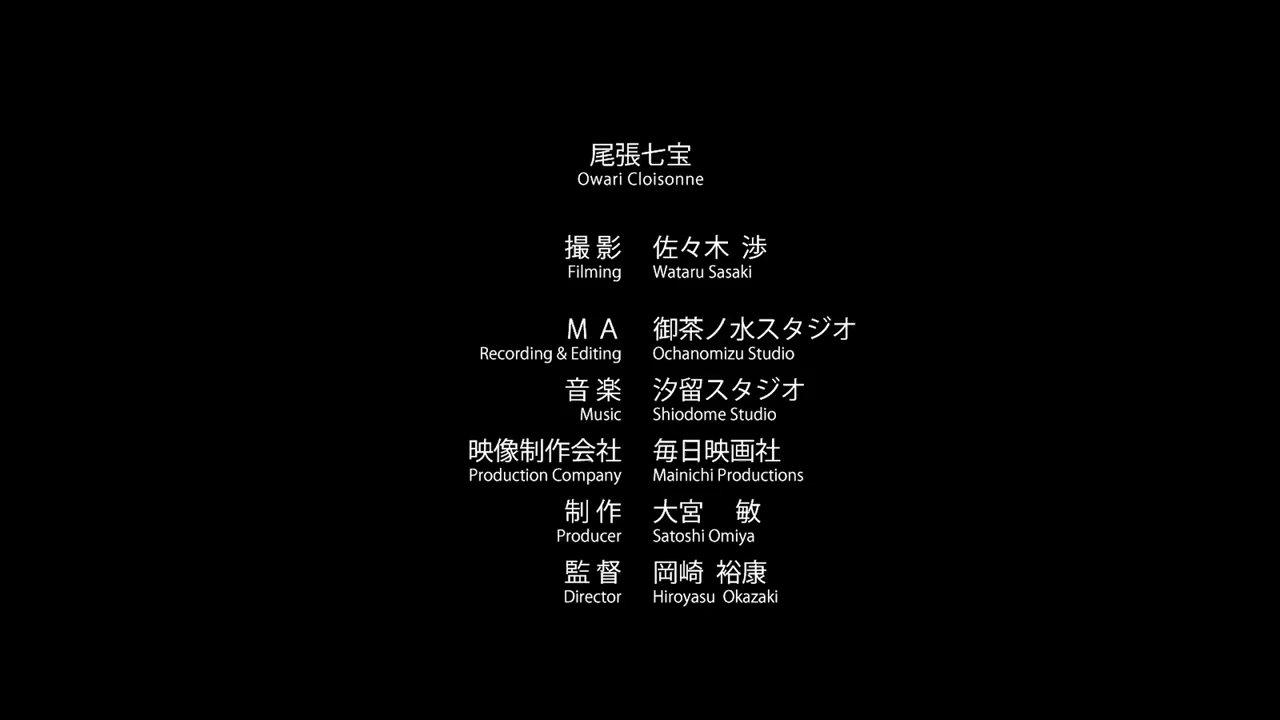 尾張七宝
Owari Cloisonne
撮影 佐々木 渉
Filming Wataru Sasaki
ＭＡ 御茶ノ水スタジオ
Recording & Editing Ochanomizu Studio
音楽 汐留スタジオ
Music Shiodome Studio
映像制作会社 毎日映画社
Production Company Mainichi Productions
制作 大宮 敏
Producer Satoshi Omiya
監督 岡崎 裕康
Director Hiroyasu Okazaki